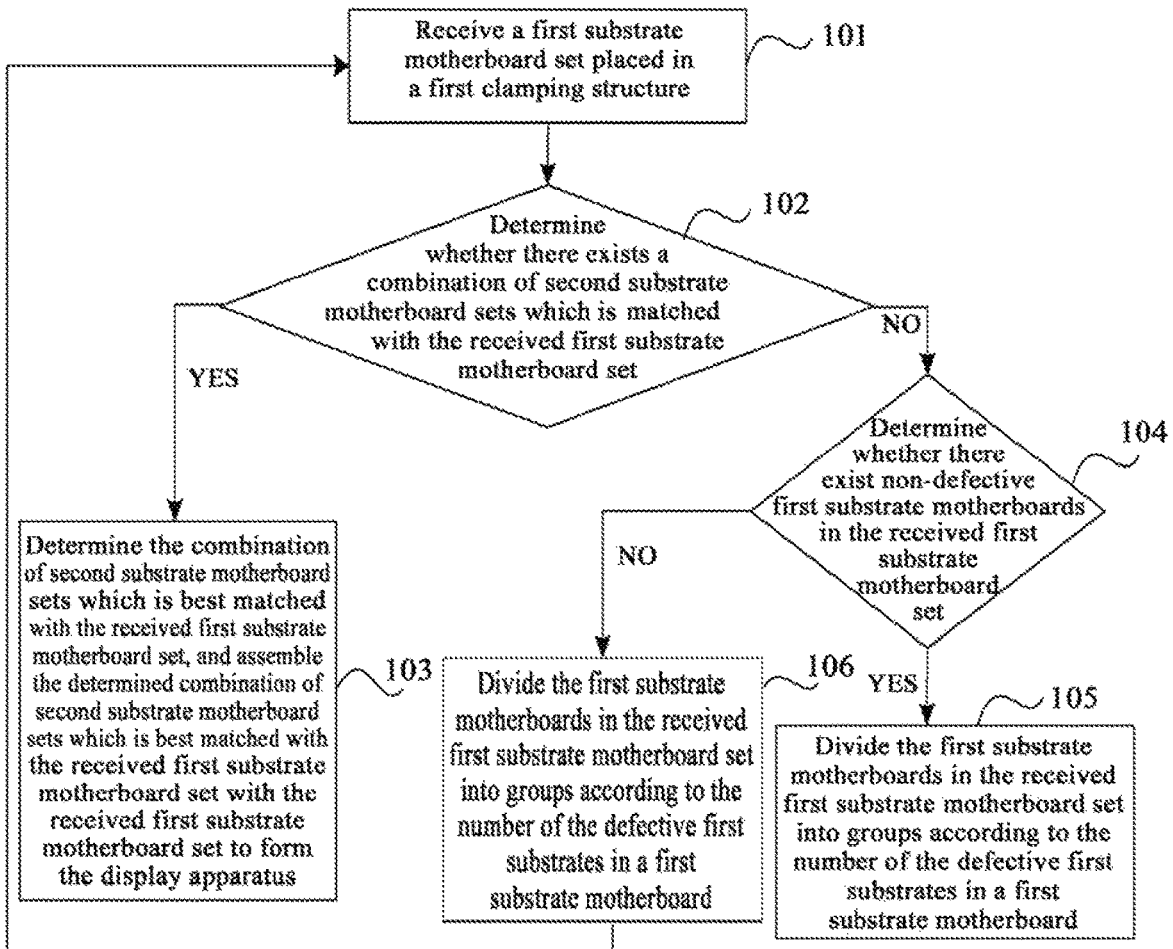 Receive a first substrate
motherboard set placed in
a first clamping structure
101
Determine
whether there exists a
combination of second substrate
motherboard sets which is matched
with the received first substrate
motherboard set
102
YES
NO
Determine the combination
of second substrate motherboard
sets which is best matched
with the received first substrate
motherboard set, and assemble
the determined combination of
second substrate motherboard
sets which is best matched with
the received first substrate
motherboard set with the
received first substrate
motherboard set to form
the display apparatus
103
Determine
whether there
exist non-defective
first substrate motherboards
in the received first
substrate
motherboard
set
104
NO
YES
Divide the first substrate
motherboards in the received
first substrate motherboard set
into groups according to the
number of the defective first
substrates in a first
substrate motherboard
106
Divide the first substrate
motherboards in the received
first substrate motherboard set
into groups according to the
number of the defective first
substrates in a first
substrate motherboard
105